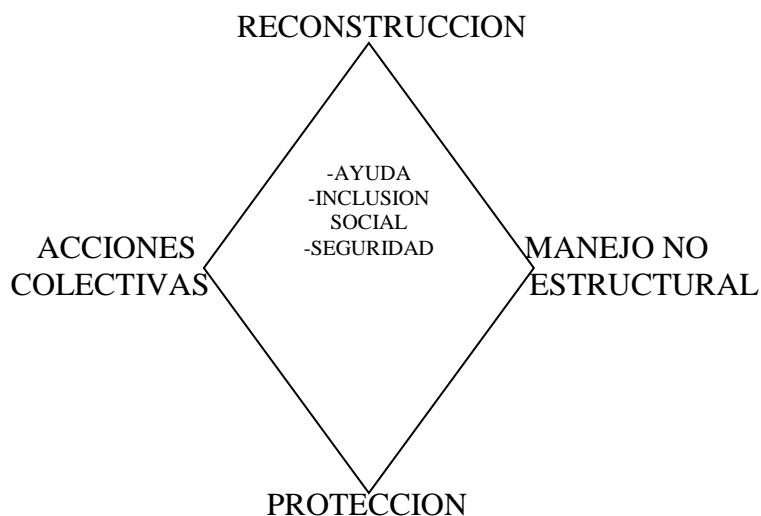 RECONSTRUCCION
-AYUDA
-INCLUSION
SOCIAL
-SEGURIDAD
ACCIONES
COLECTIVAS
MANEJO NO
ESTRUCTURAL
PROTECCION